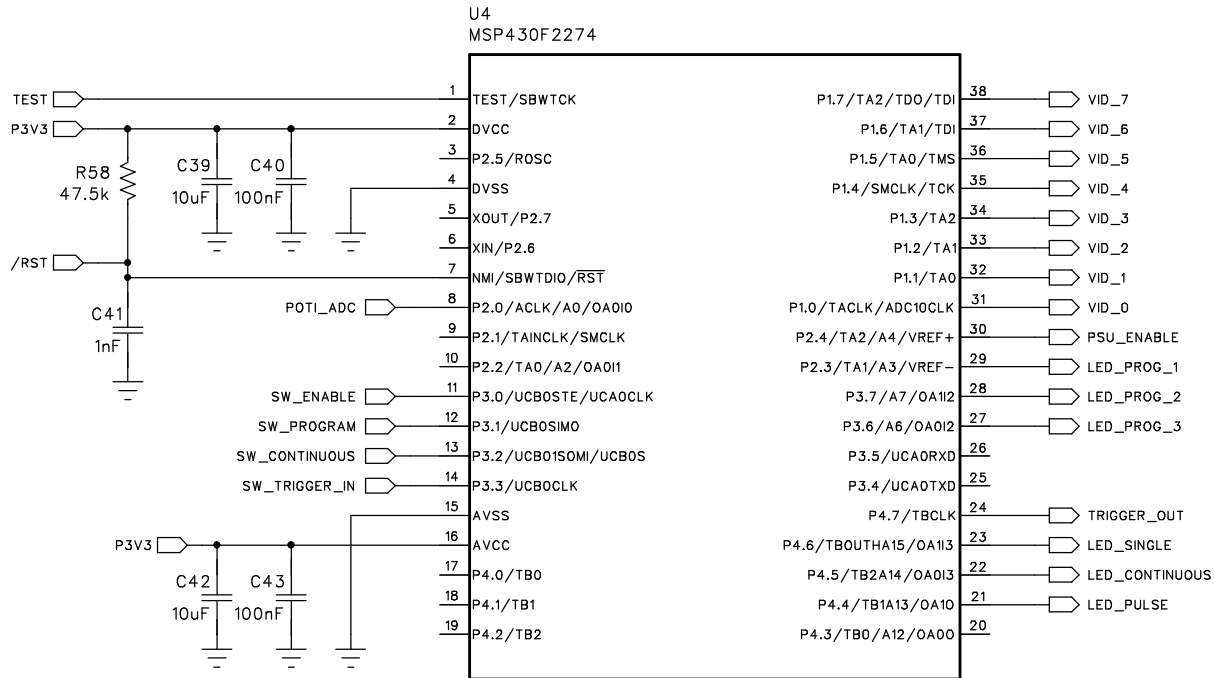 U4
MSP430F2274
TEST 1 TEST/SBWTCK P1.7/TA2/TDO/TDI 38 VID_7
P3V3 2 DVCC P1.6/TA1/TDI 37 VID_6
3 P2.5/ROSC P1.5/TA0/TMS 36 VID_5
R58 47.5k C39 10uF C40 100nF
4 DVSS P1.4/SMCLK/TCK 35 VID_4
5 XOUT/P2.7 P1.3/TA2 34 VID_3
6 XIN/P2.6 P1.2/TA1 33 VID_2
/RST 7 NMI/SBWTDIO/RST P1.1/TA0 32 VID_1
C41 1nF
POTI_ADC 8 P2.0/ACLK/A0/OA0I0 P1.0/TACLK/ADC10CLK 31 VID_0
9 P2.1/TAINCLK/SMCLK P2.4/TA2/A4/VREF+ 30 PSU_ENABLE
10 P2.2/TA0/A2/OA0I1 P2.3/TA1/A3/VREF- 29 LED_PROG_1
SW_ENABLE 11 P3.0/UCB0STE/UCA0CLK P3.7/A7/OA1I2 28 LED_PROG_2
SW_PROGRAM 12 P3.1/UCB0SIMO P3.6/A6/OA0I2 27 LED_PROG_3
SW_CONTINUOUS 13 P3.2/UCB01SOMI/UCB0S P3.5/UCA0RXD 26
SW_TRIGGER_IN 14 P3.3/UCB0CLK P3.4/UCA0TXD 25
15 AVSS P4.7/TBCLK 24 TRIGGER_OUT
P3V3 16 AVCC P4.6/TBOUTHA15/OA1I3 23 LED_SINGLE
C42 10uF C43 100nF
17 P4.0/TB0 P4.5/TB2A14/OA0I3 22 LED_CONTINUOUS
18 P4.1/TB1 P4.4/TB1A13/OA1O 21 LED_PULSE
19 P4.2/TB2 P4.3/TB0/A12/OA0O 20